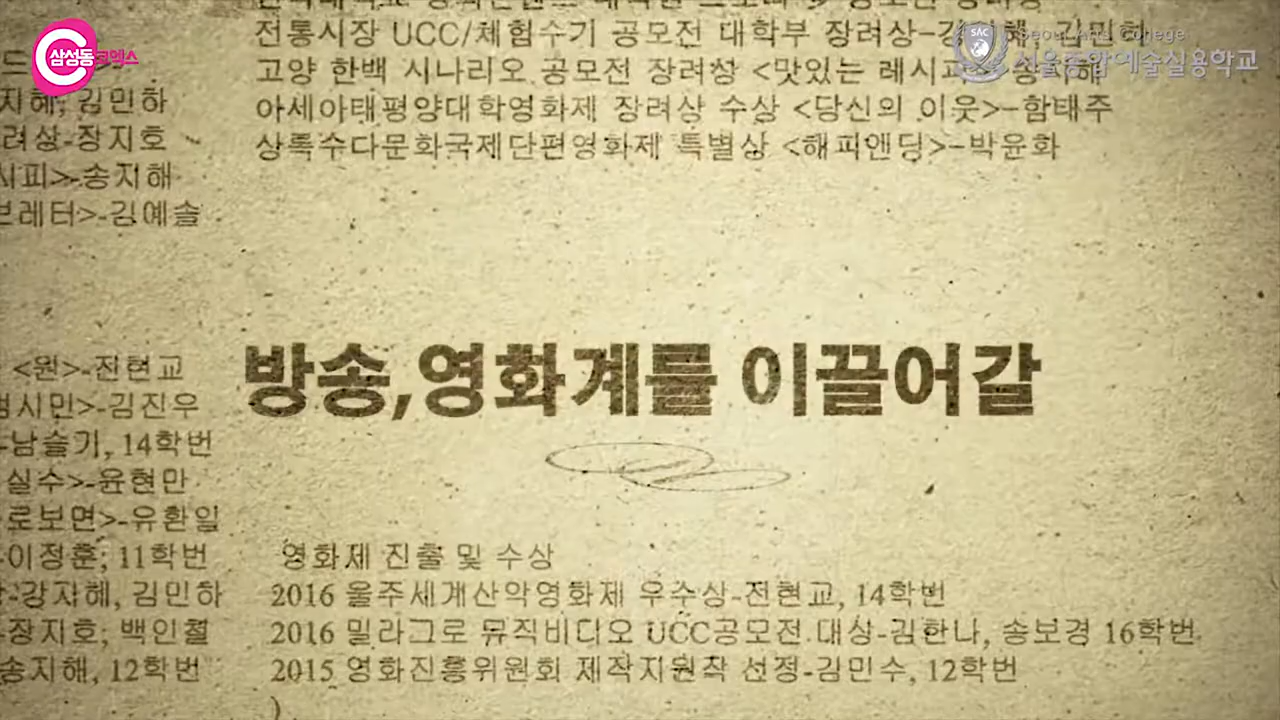 삼성동코엑스
SAC
Seoul Arts College
서울종합예술실용학교
전통시장 UCC/체험수기 공모전 대학부 장려상-강지혜, 김민하
고양 한백 시나리오 공모전 장려상 <맛있는 레시피>-송지해
아세아태평양대학영화제 장려상 수상 <당신의 이웃>-함태주
상록수다문화국제단편영화제 특별상 <해피앤딩>-박윤화
지혜, 김민하
려상-장지호
시피>-송지해
브레터>-김예슬
방송,영화계를 이끌어갈
<원>-진현교
시민>-김진우
-남슬기, 14학번
실수>-윤현만
로보면>-유환일
-이정훈, 11학번
-강지혜, 김민하
-장지호, 백인철
송지해, 12학번
영화제 진출 및 수상
2016 울주세계산악영화제 우수상-전현교, 14학번
2016 밀라그로 뮤직비디오 UCC공모전 대상-김한나, 송보경 16학번
2015 영화진흥위원회 제작지원작 선정-김민수, 12학번